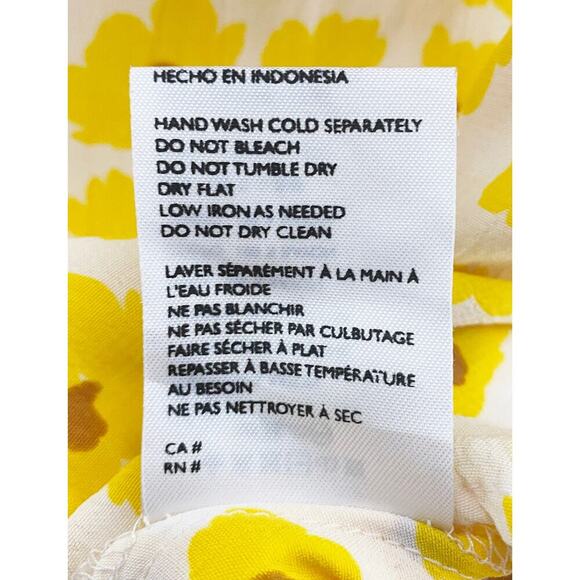 HECHO EN INDONESIA
HAND WASH COLD SEPARATELY
DO NOT BLEACH
DO NOT TUMBLE DRY
DRY FLAT
LOW IRON AS NEEDED
DO NOT DRY CLEAN
LAVER SÉPARÉMENT À LA MAIN À
L'EAU FROIDE
NE PAS BLANCHIR
NE PAS SÉCHER PAR CULBUTAGE
FAIRE SÉCHER À PLAT
REPASSER À BASSE TEMPÉRATURE
AU BESOIN
NE PAS NETTROYER À SEC
CA #
RN #